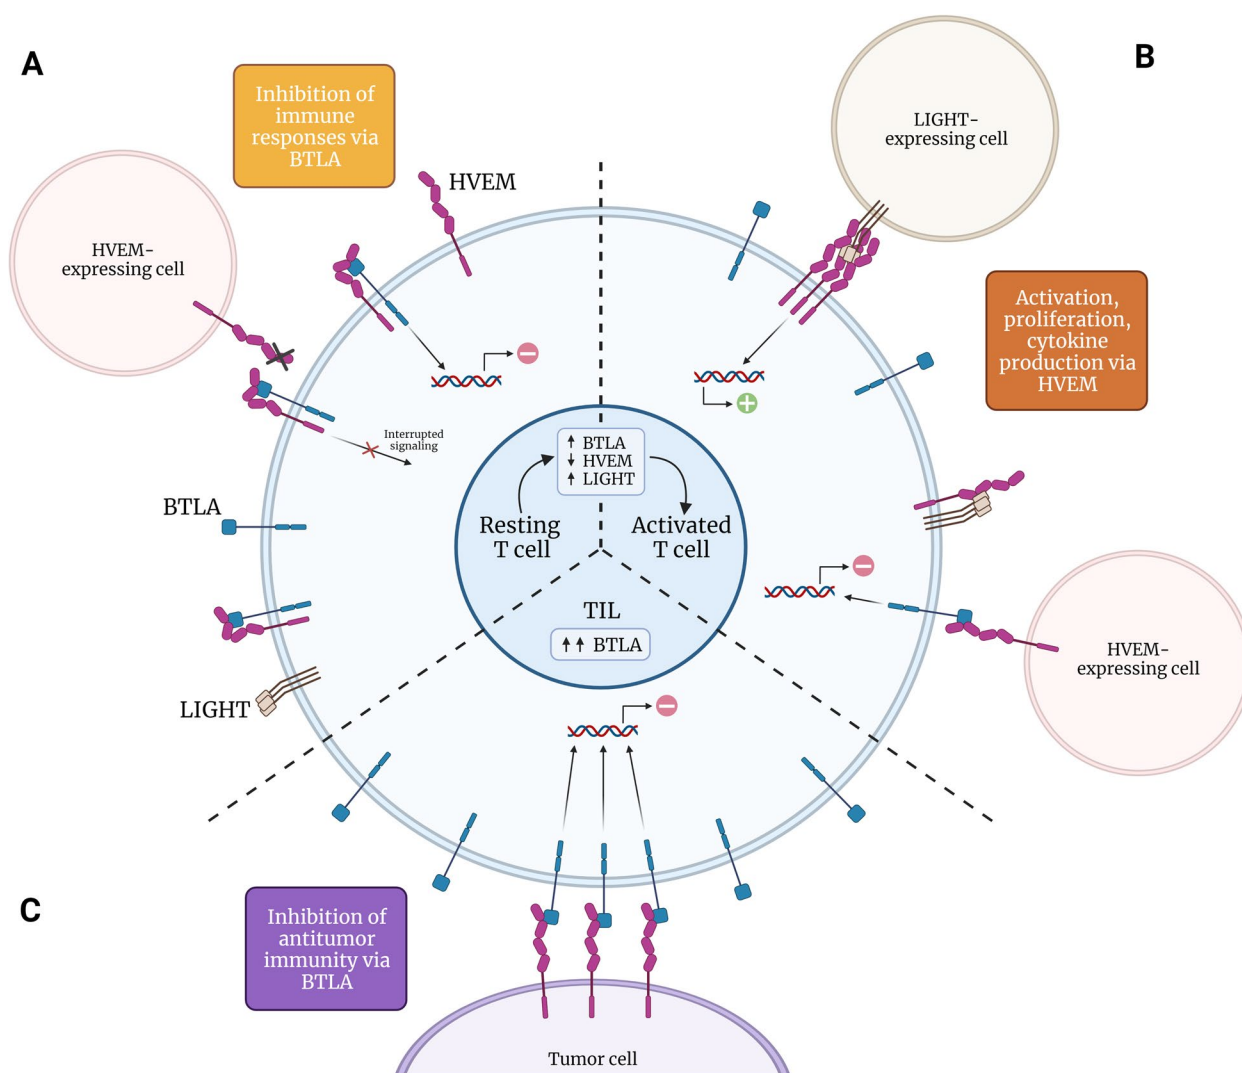 A
B
Inhibition of
immune
responses via
BTLA
HVEM
LIGHT-
expressing cell
HVEM-
expressing cell
Activation,
proliferation,
cytokine
production via
HVEM
Interrupted
signaling
BTLA
HVEM
LIGHT
BTLA
Resting
T cell
Activated
T cell
TIL
BTLA
HVEM-
expressing cell
LIGHT
C
Inhibition of
antitumor
immunity via
BTLA
Tumor cell